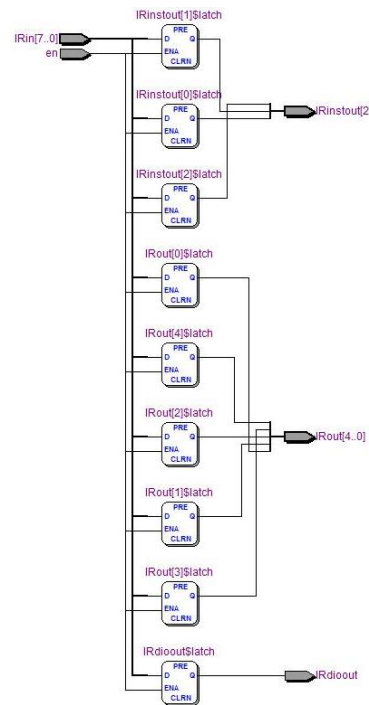 IRinstout[1]$latch
IRin[7..0]
PRE
D Q
en
ENA
CLRN
IRinstout[0]$latch
PRE
D Q
IRinstout[2
ENA
CLRN
IRinstout[2]$latch
PRE
D Q
ENA
CLRN
IRout[0]$latch
PRE
D Q
ENA
CLRN
IRout[4]$latch
PRE
D Q
ENA
CLRN
IRout[2]$latch
PRE
D Q
IRout[4..0]
ENA
CLRN
IRout[1]$latch
PRE
D Q
ENA
CLRN
IRout[3]$latch
PRE
D Q
ENA
CLRN
IRdioout$latch
PRE
D Q
IRdioout
ENA
CLRN